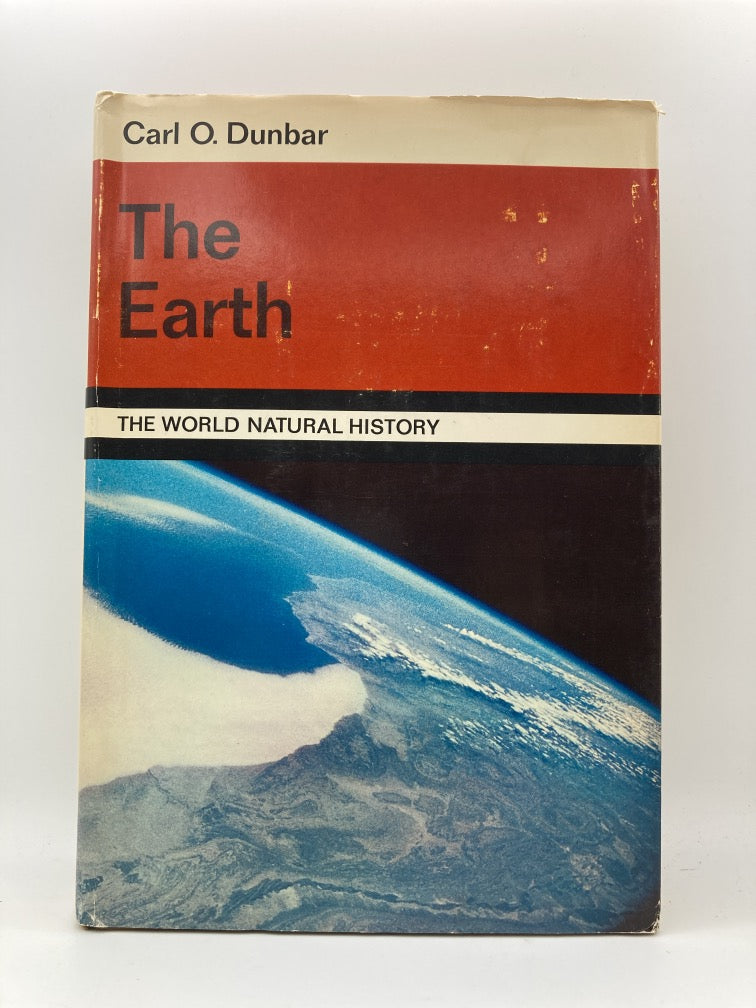 Carl O. Dunbar
The
Earth
THE WORLD NATURAL HISTORY